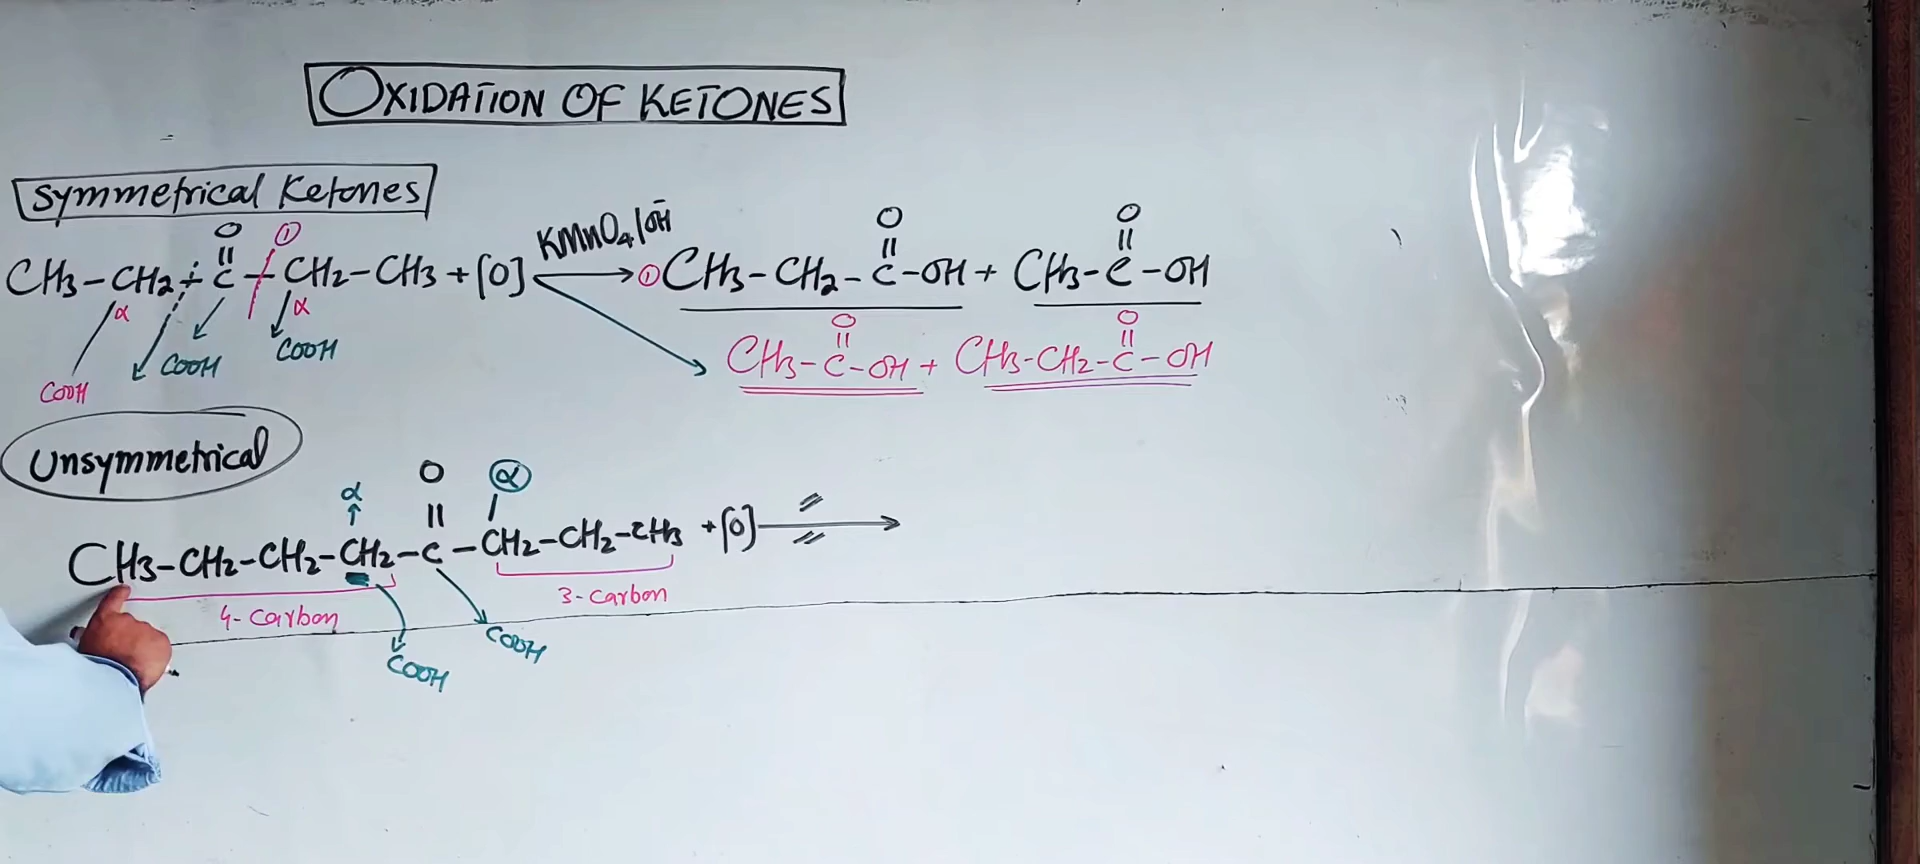 OXIDATION OF KETONES
Symmetrical Ketones
O ① KMnO4/OH̄ O O
CH3-CH2-C-CH2-CH3+[O] → ①CH3-CH2-C-OH+ CH3-C-OH
α α
COOH COOH
COOH
O O
CH3-C-OH + CH3-CH2-C-OH
Unsymmetrical
α O α
CH3-CH2-CH2-CH2-C-CH2-CH2-CH3 +[O] →
4-Carbon 3-Carbon
COOH COOH